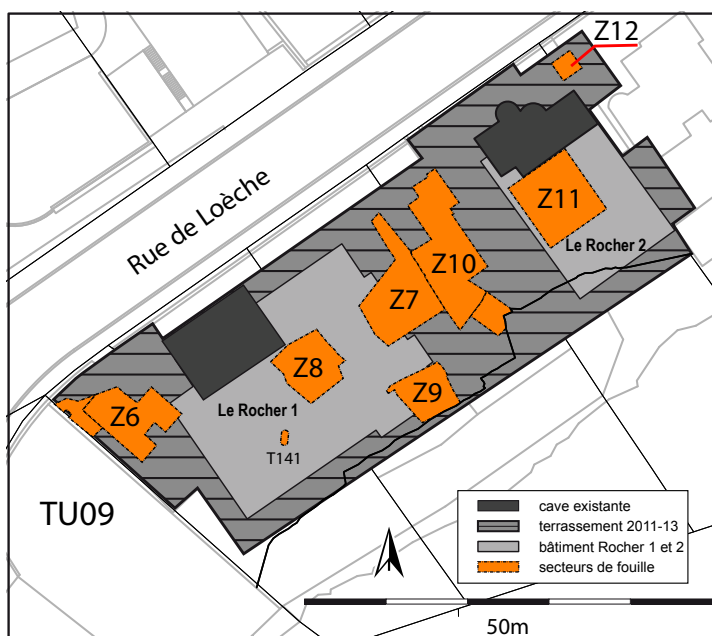 Z12
Rue de Loèche
Z11
Le Rocher 2
Z10
Z7
Z8
Z9
Le Rocher 1
Z6
T141
TU09
cave existante
terrassement 2011-13
bâtiment Rocher 1 et 2
secteurs de fouille
50m